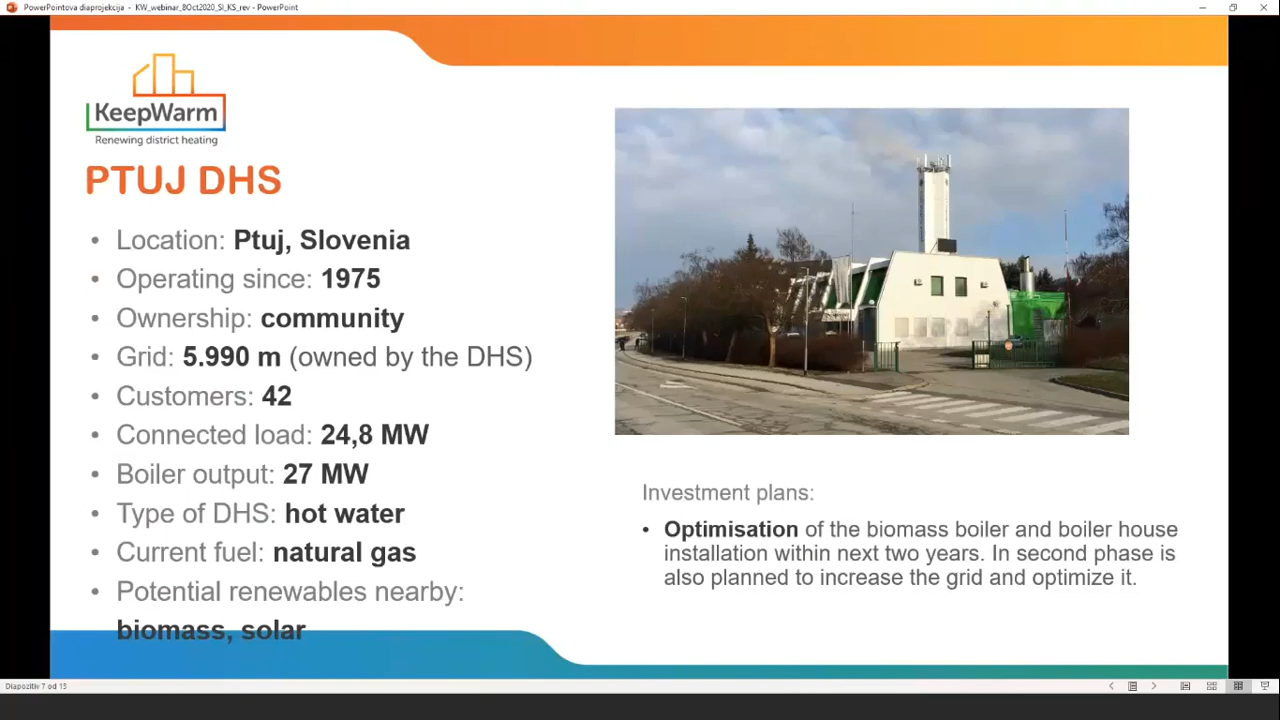 PowerPointova diaprojekcija - KW_webinar_8Oct2020_SI_KS_rev - PowerPoint
KeepWarm
Renewing district heating
PTUJ DHS
• Location: Ptuj, Slovenia
• Operating since: 1975
• Ownership: community
• Grid: 5.990 m (owned by the DHS)
• Customers: 42
• Connected load: 24,8 MW
• Boiler output: 27 MW
• Type of DHS: hot water
• Current fuel: natural gas
• Potential renewables nearby:
biomass, solar
Investment plans:
• Optimisation of the biomass boiler and boiler house
installation within next two years. In second phase is
also planned to increase the grid and optimize it.
Diapozitiv 7 od 15